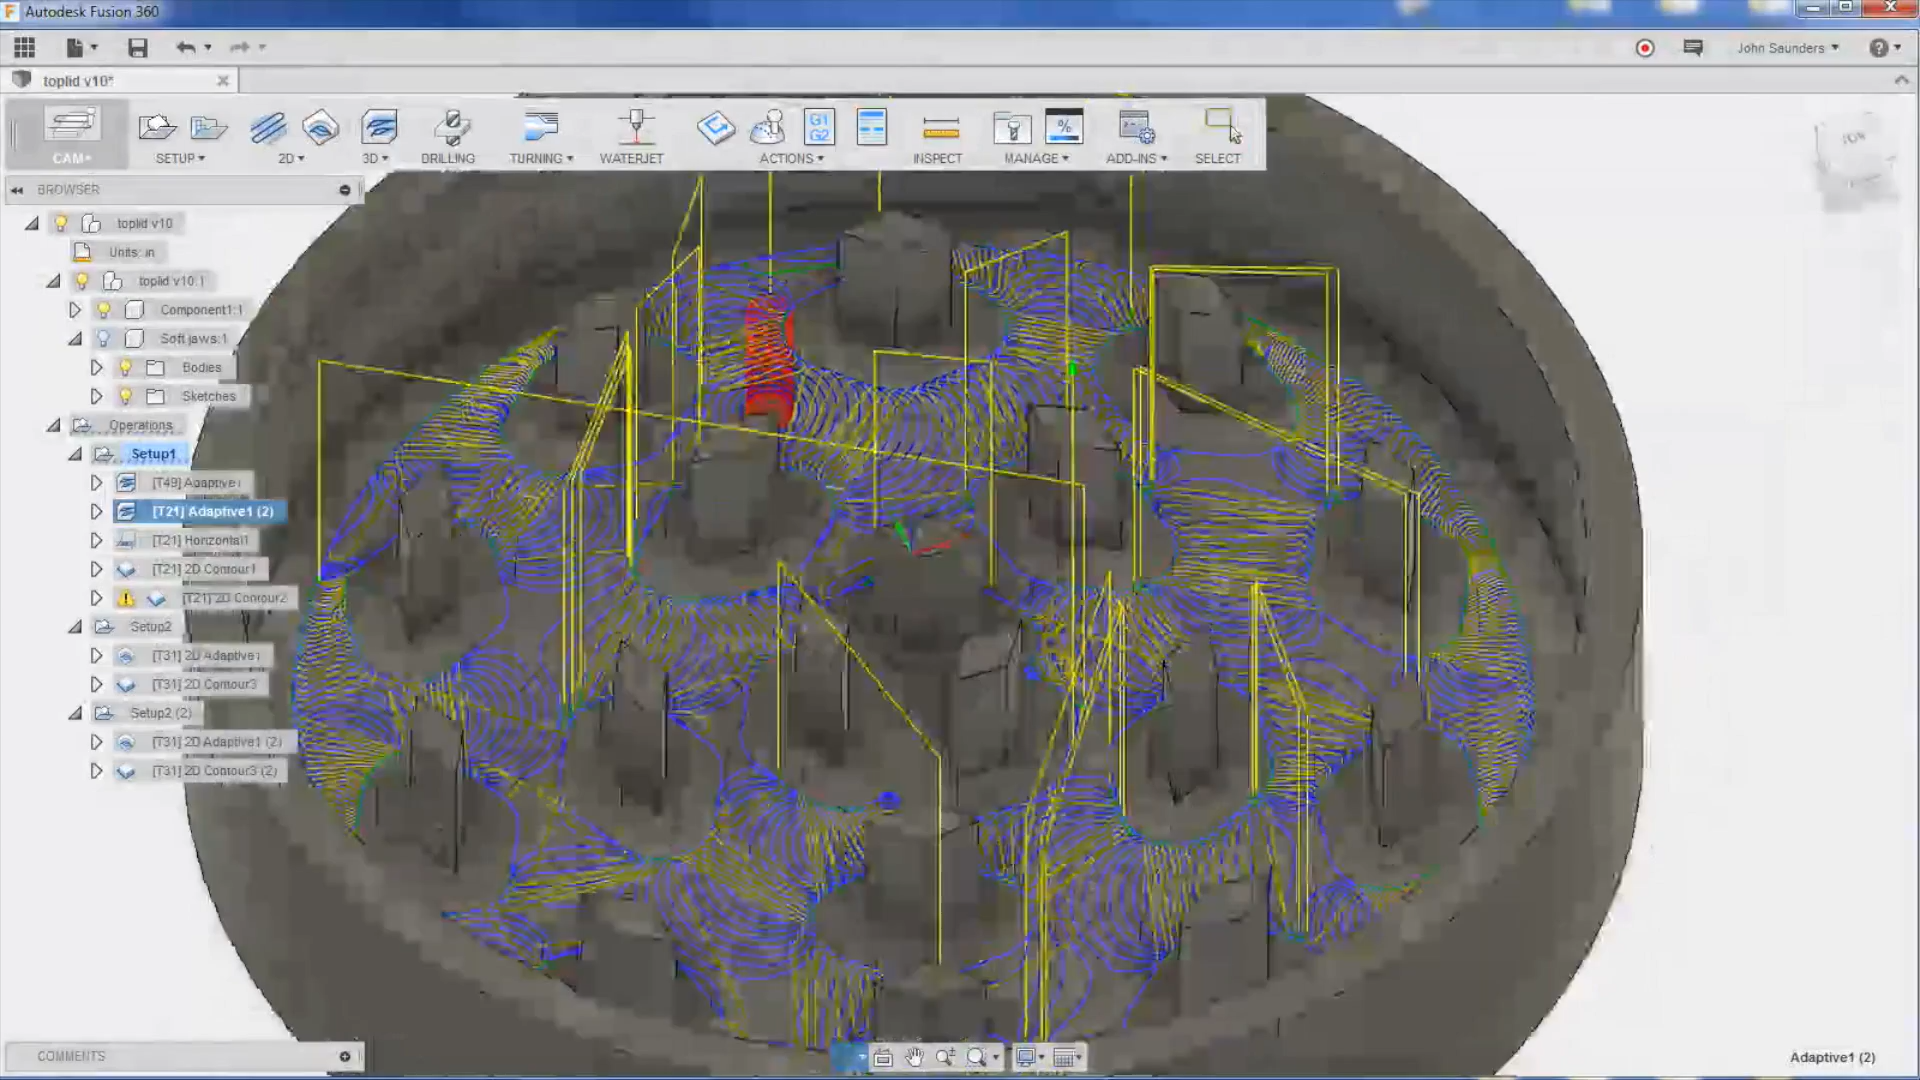 Autodesk Fusion 360
John Saunders
toplid v10*
CAM
SETUP
2D
3D
DRILLING
TURNING
WATERJET
G1
G2
ACTIONS
INSPECT
%
MANAGE
ADD-INS
SELECT
BROWSER
toplid v10
Units: in
toplid v10:1
Component1:1
Soft jaws:1
Bodies
Sketches
Operations
Setup1
[T49] Adaptive1
[T21] Adaptive1 (2)
[T21] Horizontal1
[T21] 2D Contour1
[T21] 2D Contour2
Setup2
[T31] 2D Adaptive1
[T31] 2D Contour3
Setup2 (2)
[T31] 2D Adaptive1 (2)
[T31] 2D Contour3 (2)
COMMENTS
Adaptive1 (2)